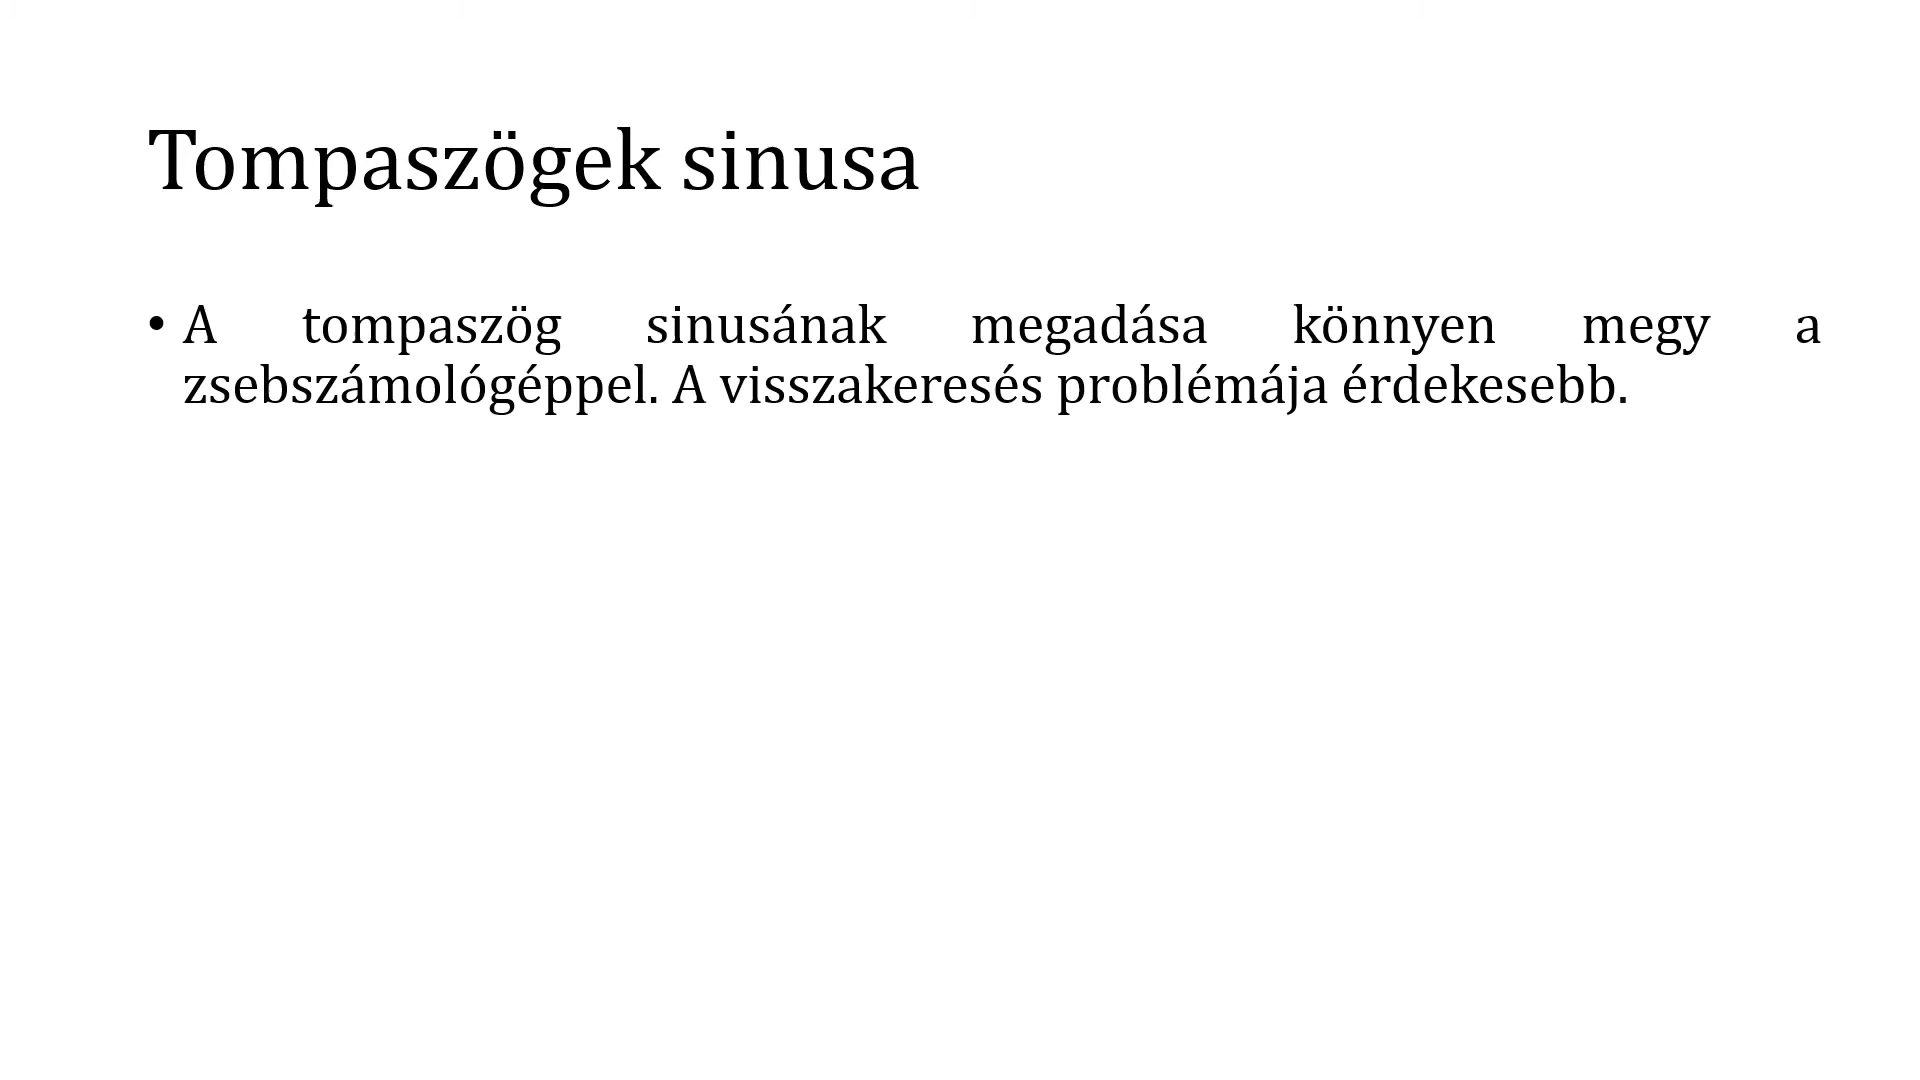 Tompaszögek sinusa
• A tompaszög sinusának megadása könnyen megy a
zsebszámológéppel. A visszakeresés problémája érdekesebb.